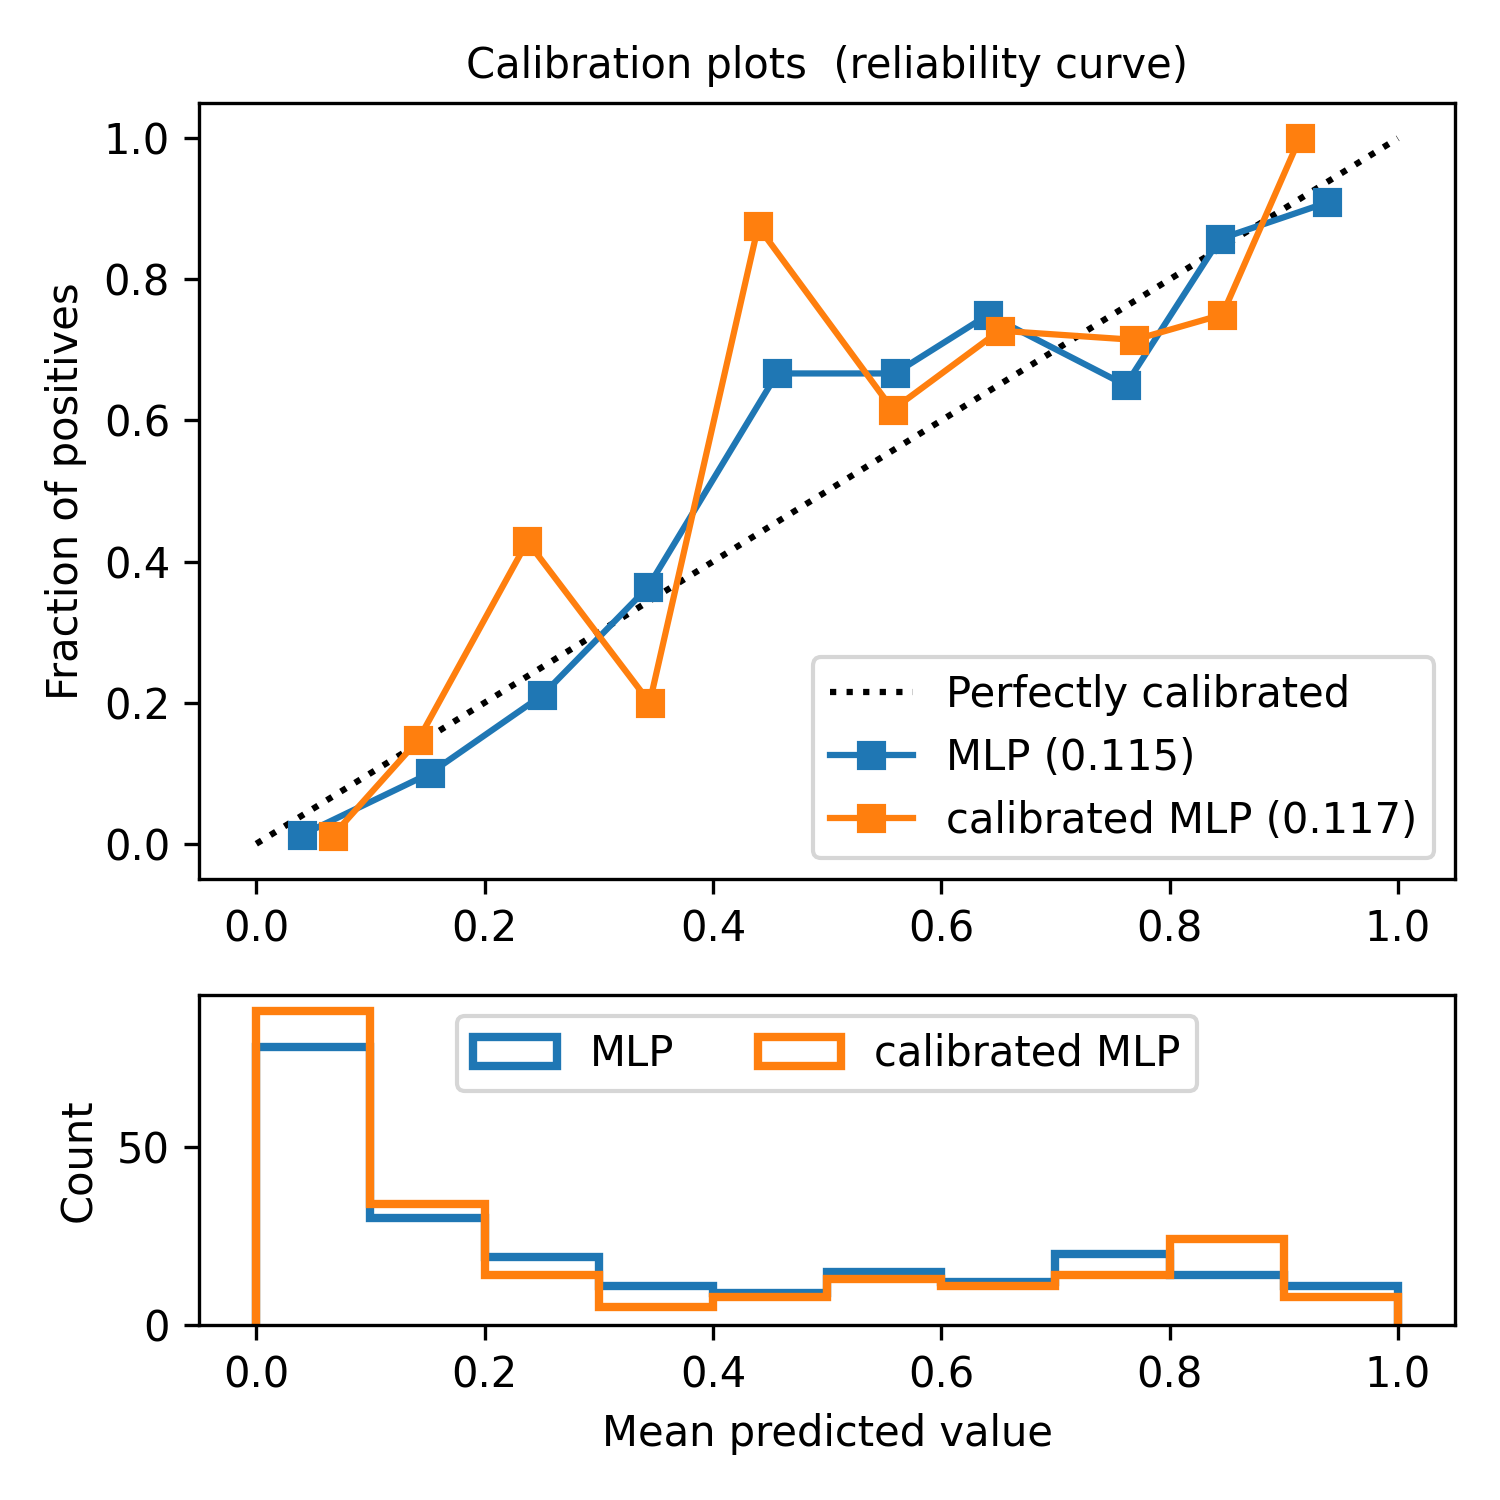 Calibration plots  (reliability curve)
1.0
0.8
0.6
0.4
0.2
0.0
Fraction of positives
Perfectly calibrated
MLP (0.115)
calibrated MLP (0.117)
0.0 0.2 0.4 0.6 0.8 1.0
MLP calibrated MLP
50
0
Count
0.0 0.2 0.4 0.6 0.8 1.0
Mean predicted value